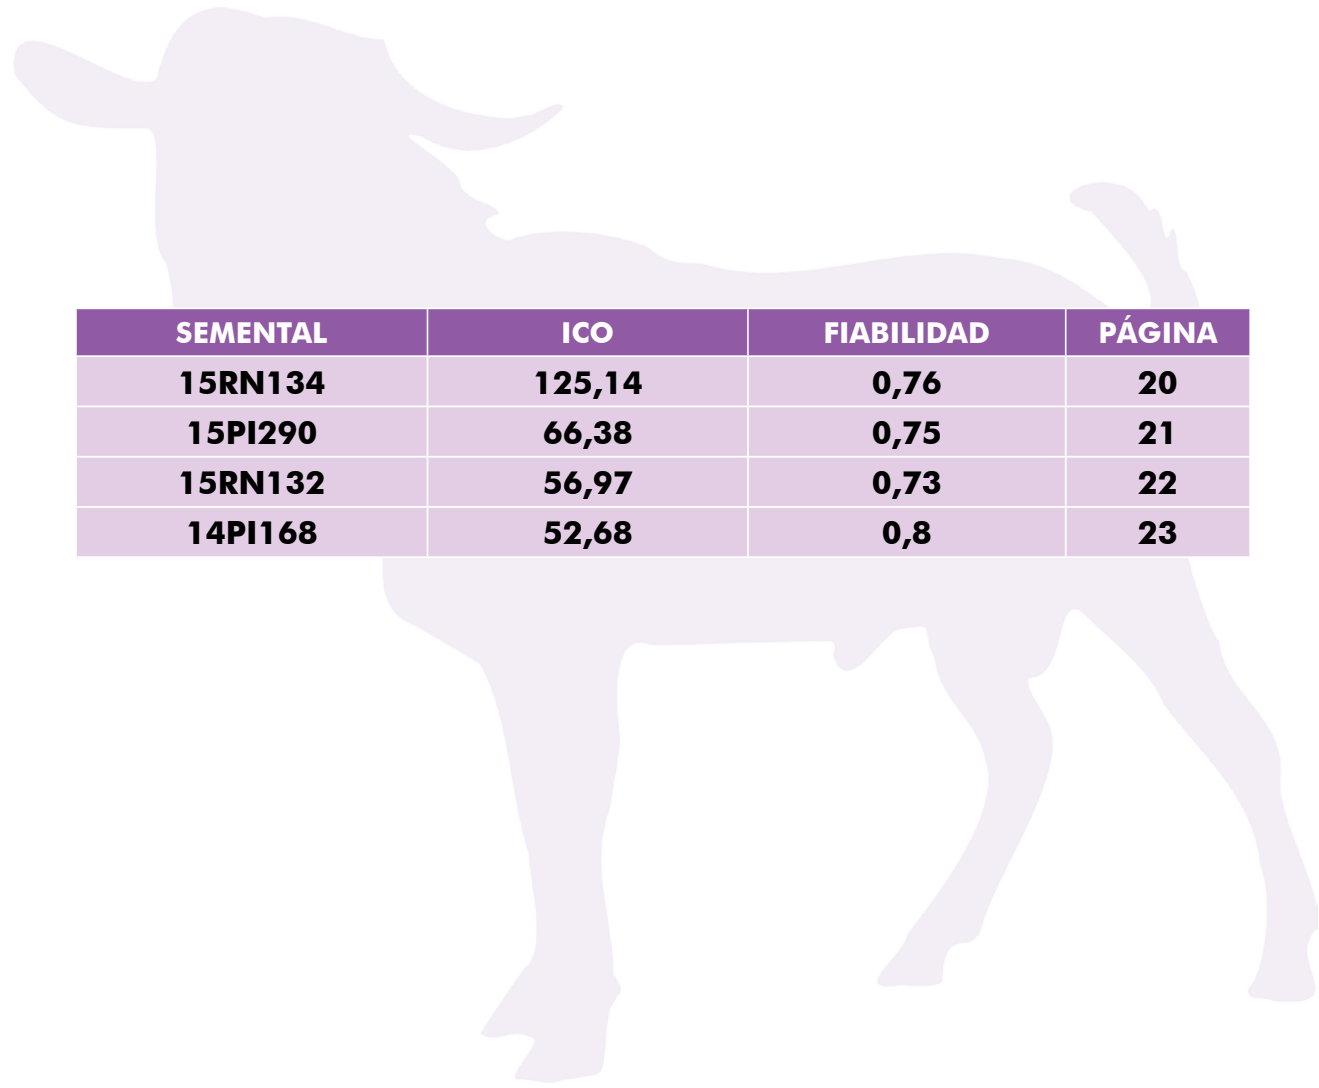 SEMENTAL ICO FIABILIDAD PÁGINA
15RN134 125,14 0,76 20
15PI290 66,38 0,75 21
15RN132 56,97 0,73 22
14PI168 52,68 0,8 23